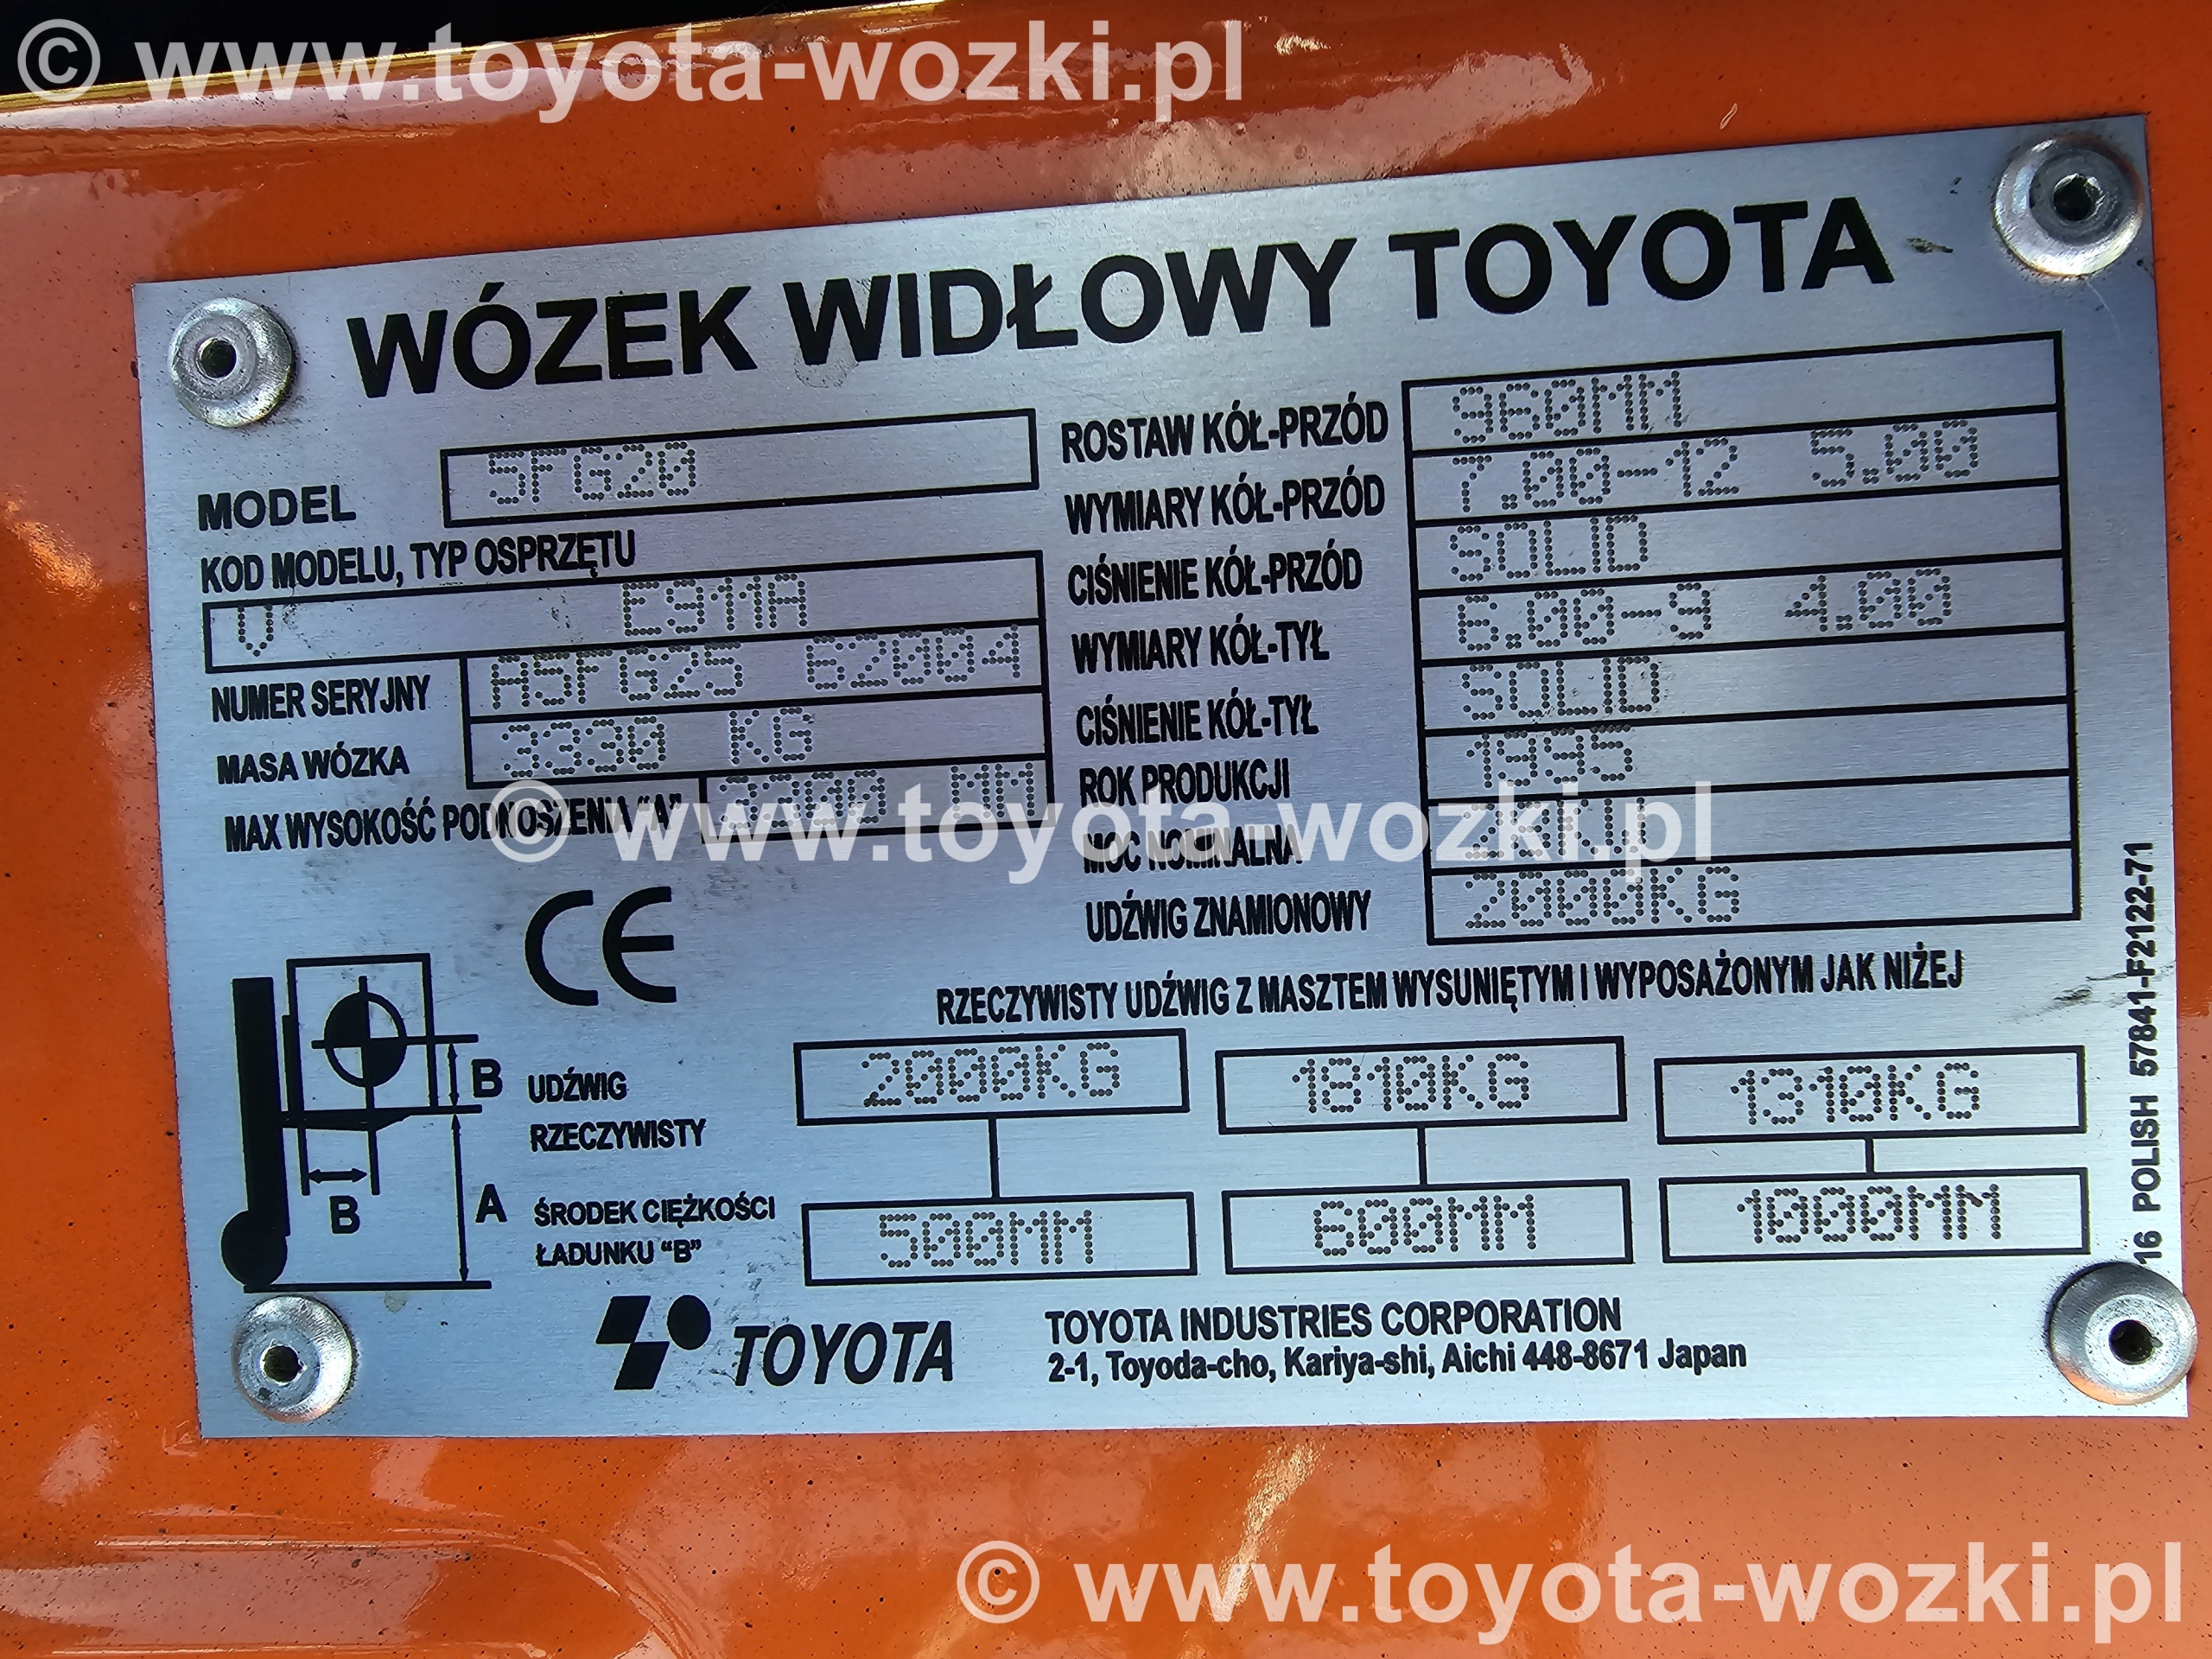 © www.toyota-wozki.pl
WÓZEK WIDŁOWY TOYOTA
MODEL 5FG20
KOD MODELU, TYP OSPRZĘTU
V E911A
NUMER SERYJNY A5FG25 62004
MASA WÓZKA 3330 KG
MAX WYSOKOŚĆ PODNOSZENIA "A" MM
ROSTAW KÓŁ-PRZÓD 960MM
WYMIARY KÓŁ-PRZÓD 7.00-12 5.00
CIŚNIENIE KÓŁ-PRZÓD SOLID
WYMIARY KÓŁ-TYŁ 6.00-9 4.00
CIŚNIENIE KÓŁ-TYŁ SOLID
ROK PRODUKCJI 1995
© www.toyota-wozki.pl
MOC NOMINALNA
UDŹWIG ZNAMIONOWY 2000KG
CE
RZECZYWISTY UDŹWIG Z MASZTEM WYSUNIĘTYM I WYPOSAŻONYM JAK NIŻEJ
B
B
A
UDŹWIG
RZECZYWISTY
2000KG 1810KG 1310KG
ŚRODEK CIĘŻKOŚCI
ŁADUNKU "B"
500MM 600MM 1000MM
TOYOTA
TOYOTA INDUSTRIES CORPORATION
2-1, Toyoda-cho, Kariya-shi, Aichi 448-8671 Japan
16 POLISH 57841-F2122-71
© www.toyota-wozki.pl